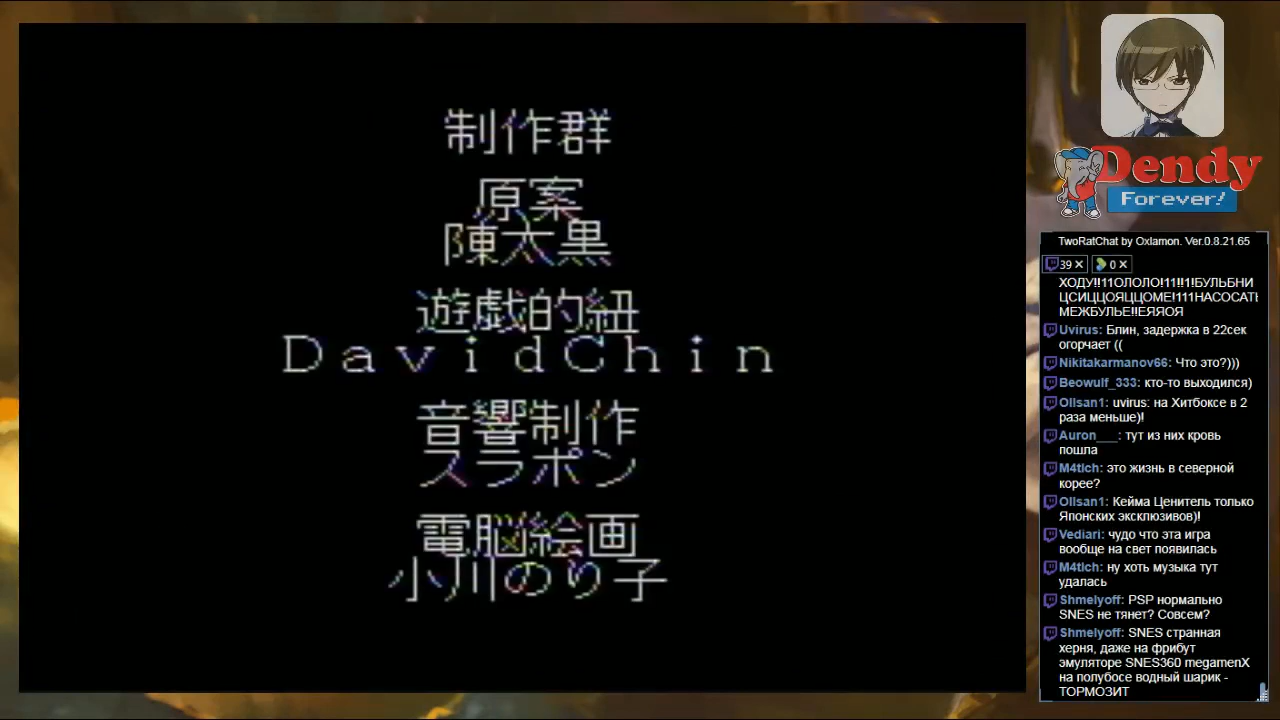 制作群
原案
陳太黒
遊戯的紐
DavidChin
音響制作
スラポン
電脳絵画
小川のり子
Dendy
Forever!
TwoRatChat by Oxlamon. Ver.0.8.21.65
39 × 0 ×
ХОДУ!!11ОЛОЛО!11!!1!БУЛЬБНИ
ЦСИЦЦОЯЦЦОМЕ!111НАСОСАТЬ
МЕЖБУЛЬЕ!!ЕЯЯОЯ
Uvirus: Блин, задержка в 22сек
огорчает ((
Nikitakarmanov66: Что это?)))
Beowulf_333: кто-то выходился)
Ollsan1: uvirus: на Хитбоксе в 2
раза меньше)!
Auron___: тут из них кровь
пошла
M4tich: это жизнь в северной
корее?
Ollsan1: Кейма Ценитель только
Японских эксклюзивов)!
Vediari: чудо что эта игра
вообще на свет появилась
M4tich: ну хоть музыка тут
удалась
Shmelyoff: PSP нормально
SNES не тянет? Совсем?
Shmelyoff: SNES странная
херня, даже на фрибут
эмуляторе SNES360 megamenX
на полубосе водный шарик -
ТОРМОЗИТ